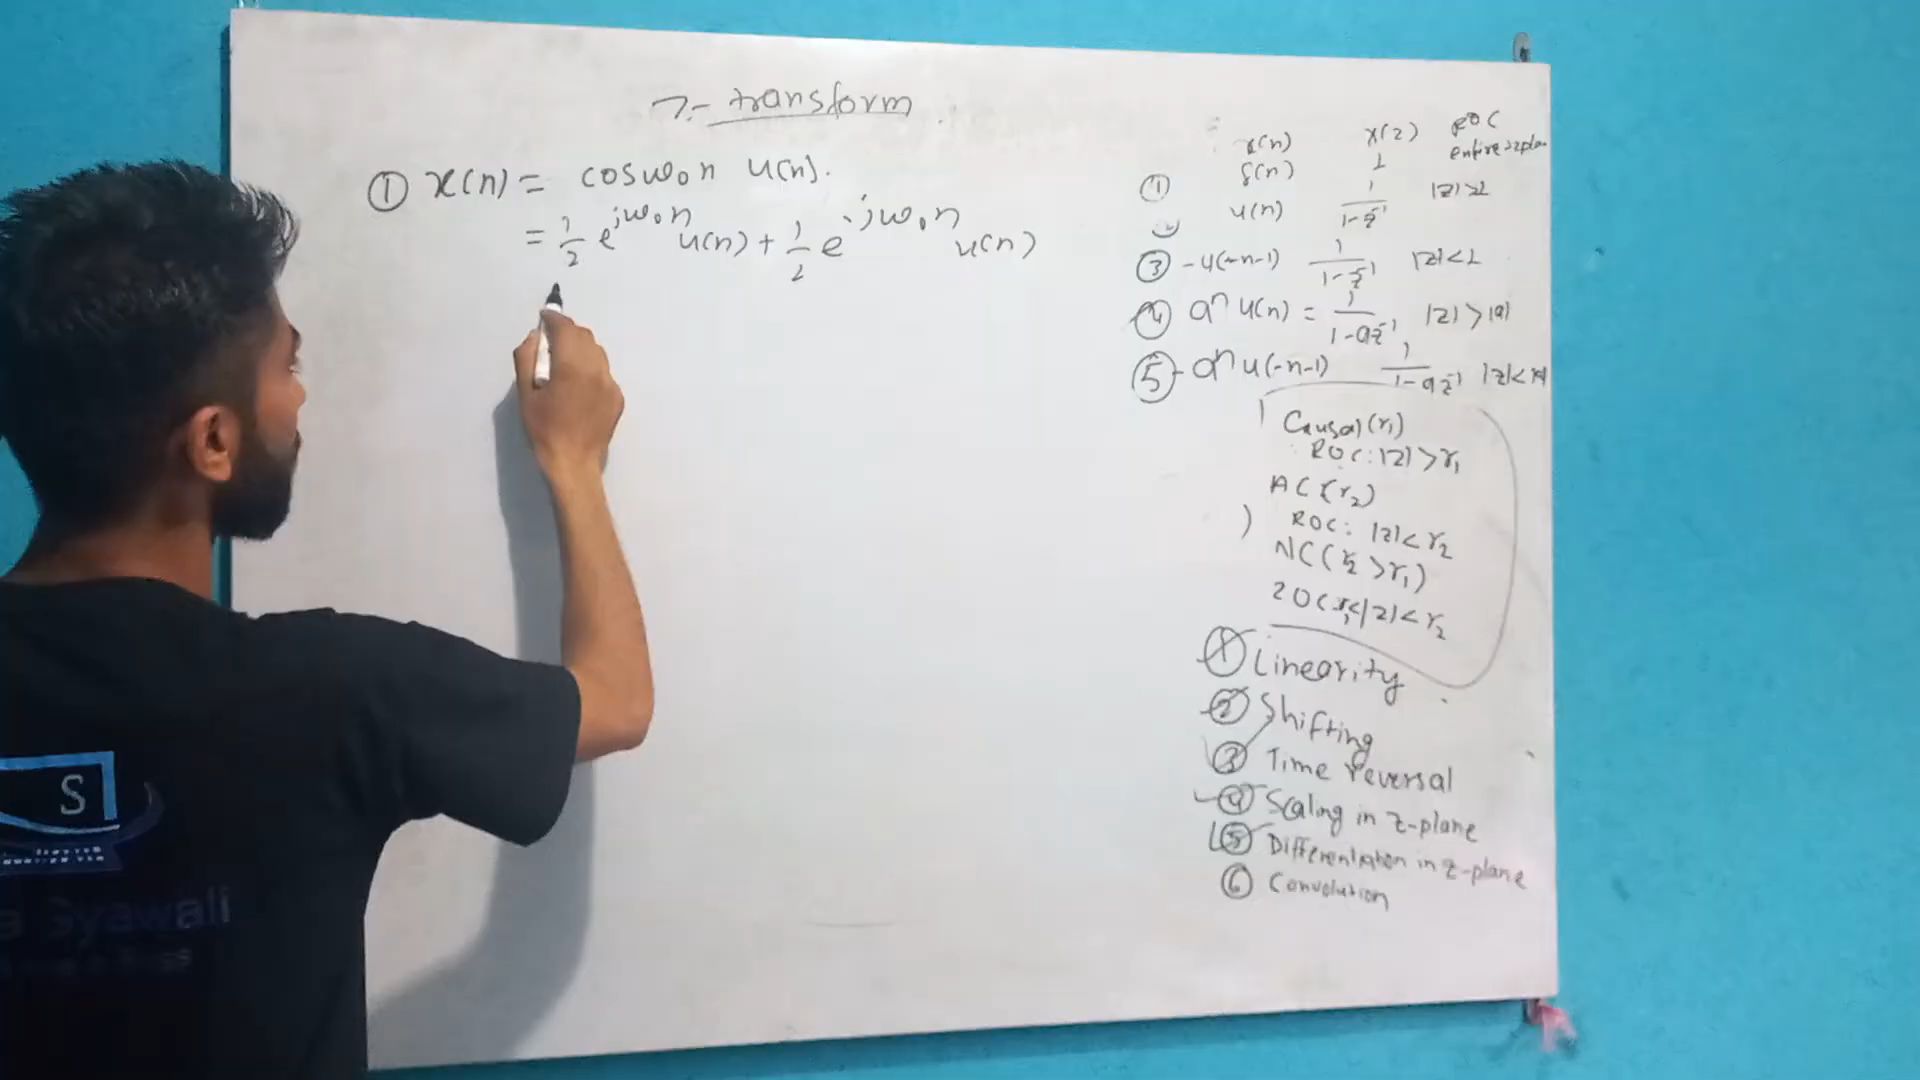 z-transform
① x(n) = cosω₀n u(n).
= 1/2 e^{jω₀n} u(n) + 1/2 e^{-jω₀n} u(n)
x(n) x(z) ROC
① δ(n) 1 entire z plan
u(n) 1/(1-z⁻¹) |z|>1
③ -u(-n-1) 1/(1-z⁻¹) |z|<1
④ aⁿ u(n) = 1/(1-az⁻¹), |z|>|a|
⑤ -aⁿ u(-n-1) 1/(1-az⁻¹) |z|<|a|
Causal (r₁)
ROC: |z|>r₁
AC (r₂)
ROC: |z|<r₂
NC (r₂>r₁)
ROC r₁<|z|<r₂
① Linearity
② Shifting
③ Time reversal
④ Scaling in z-plane
⑤ Differentiation in z-plane
⑥ Convolution
S
a Syawali